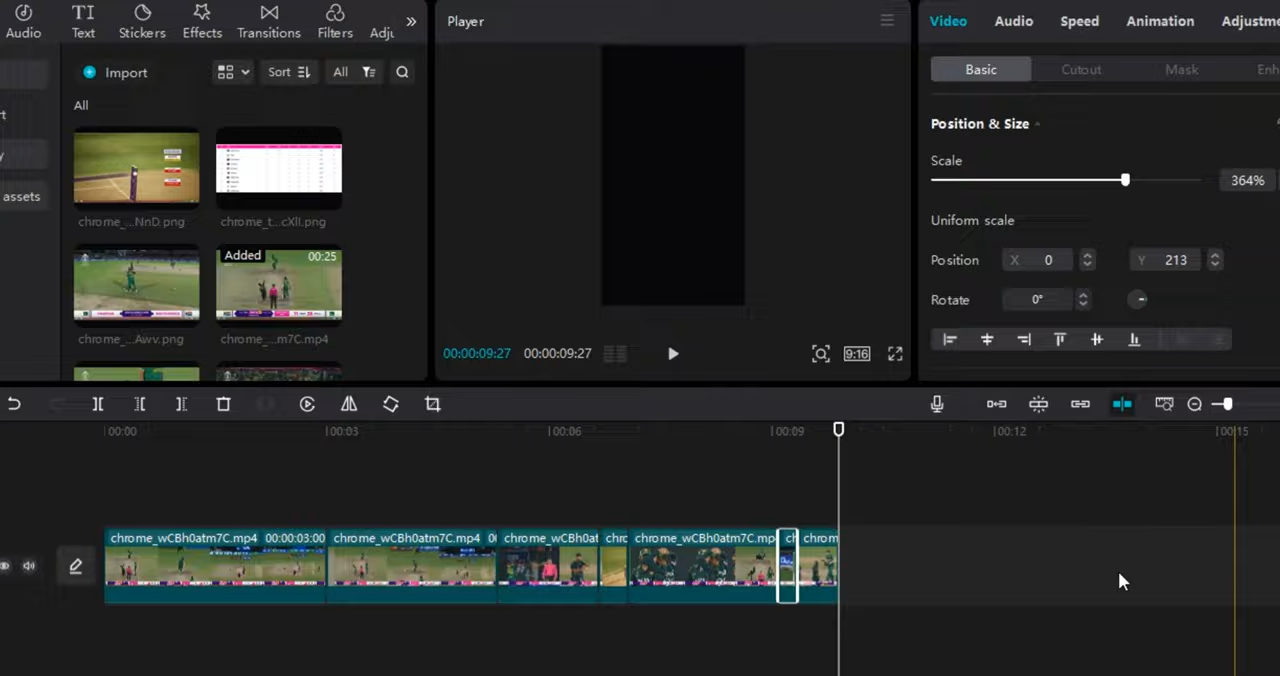 Audio
Text
Stickers
Effects
Transitions
Filters
Adju
Player
Video
Audio
Speed
Animation
Adjustme
Import
Sort
All
Basic
Cutout
Mask
Enh
All
Position & Size
Scale
364%
assets
chrome_...NnD.png
chrome_t...cXlI.png
Uniform scale
Added
00:25
Position
X 0
Y 213
Rotate
0°
chrome_...Awv.png
chrome_...m7C.mp4
00:00:09:27
00:00:09:27
9:16
00:00
00:03
00:06
00:09
00:12
00:15
chrome_wCBh0atm7C.mp4 00:00:03:00
chrome_wCBh0atm7C.mp4 00
chrome_wCBh0at
chro
chrome_wCBh0atm7C.mp
ch
chrom